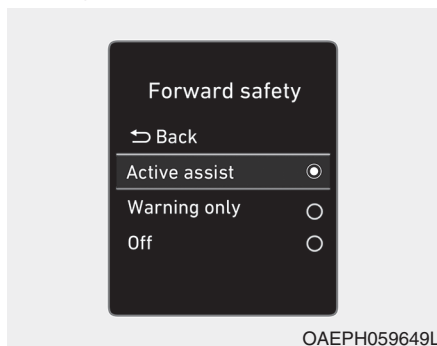 Forward safety
Back
Active assist
Warning only
Off
OAEPH059649L